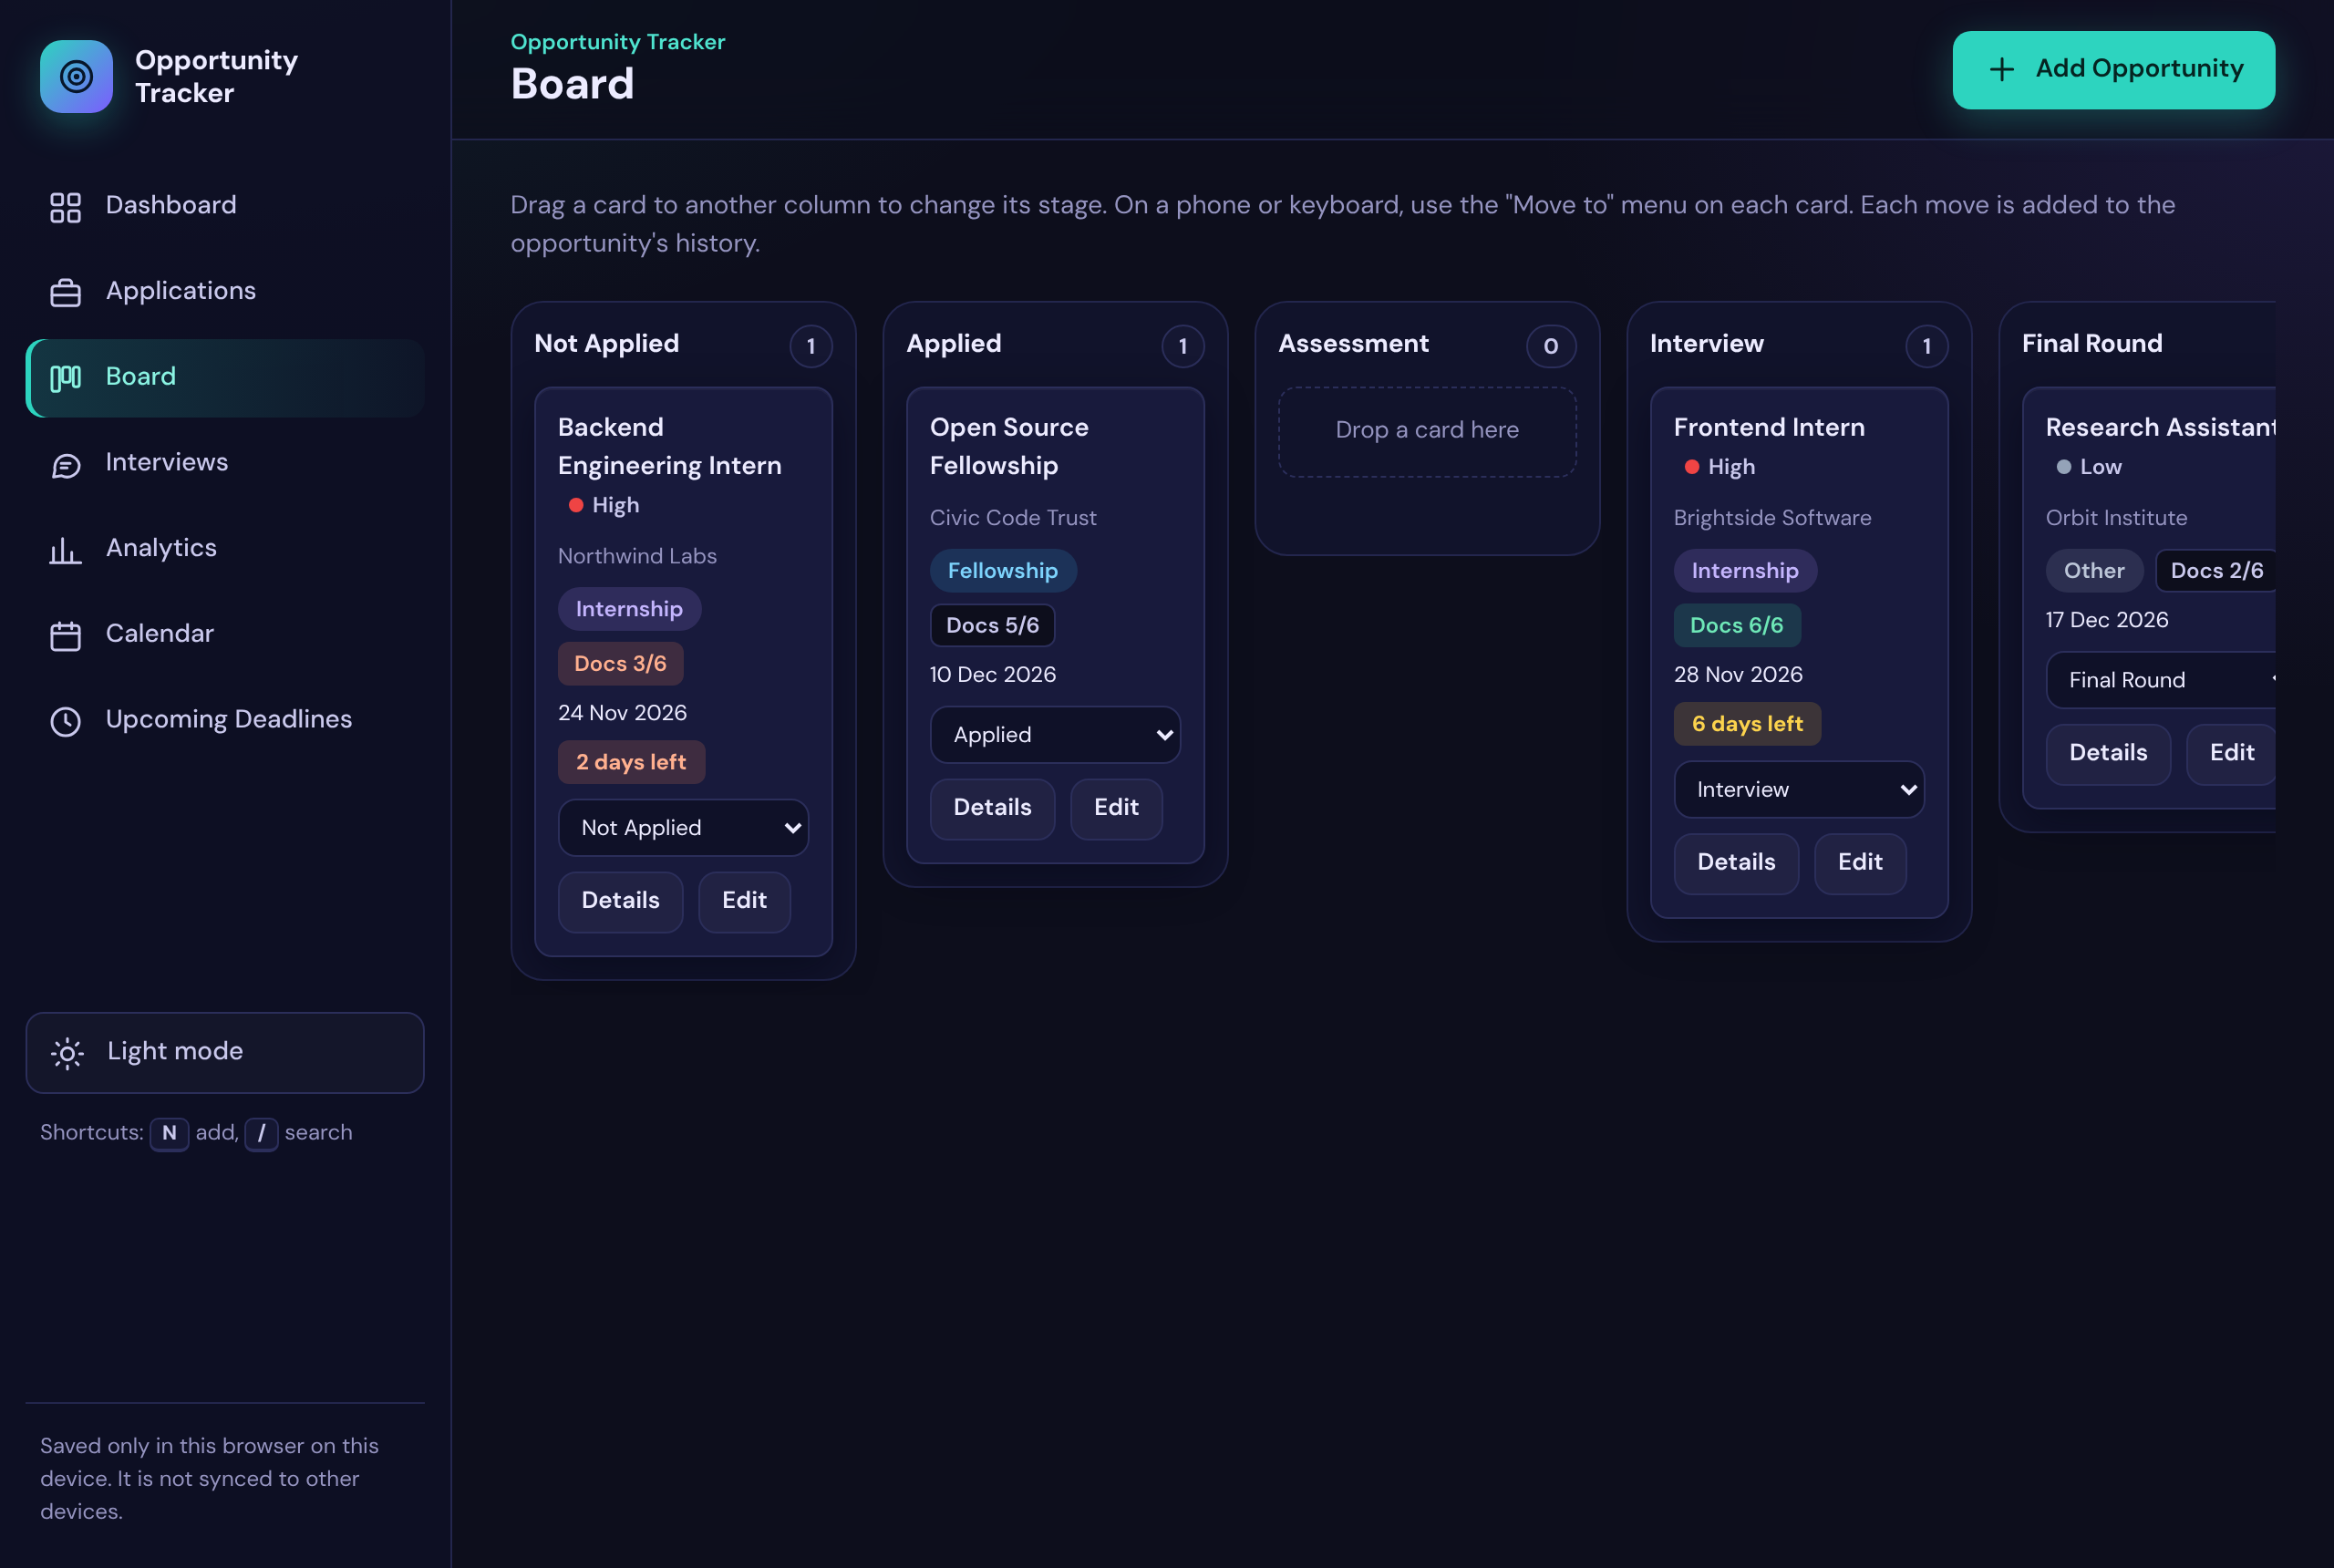 Opportunity
Tracker
Dashboard
Applications
Board
Interviews
Analytics
Calendar
Upcoming Deadlines
Light mode
Shortcuts: N add, / search
Saved only in this browser on this
device. It is not synced to other
devices.
Opportunity Tracker
Board
Add Opportunity
Drag a card to another column to change its stage. On a phone or keyboard, use the "Move to" menu on each card. Each move is added to the
opportunity's history.
Not Applied 1
Backend
Engineering Intern
High
Northwind Labs
Internship
Docs 3/6
24 Nov 2026
2 days left
Not Applied
Details Edit
Applied 1
Open Source
Fellowship
Civic Code Trust
Fellowship
Docs 5/6
10 Dec 2026
Applied
Details Edit
Assessment 0
Drop a card here
Interview 1
Frontend Intern
High
Brightside Software
Internship
Docs 6/6
28 Nov 2026
6 days left
Interview
Details Edit
Final Round
Research Assistant
Low
Orbit Institute
Other Docs 2/6
17 Dec 2026
Final Round
Details Edit